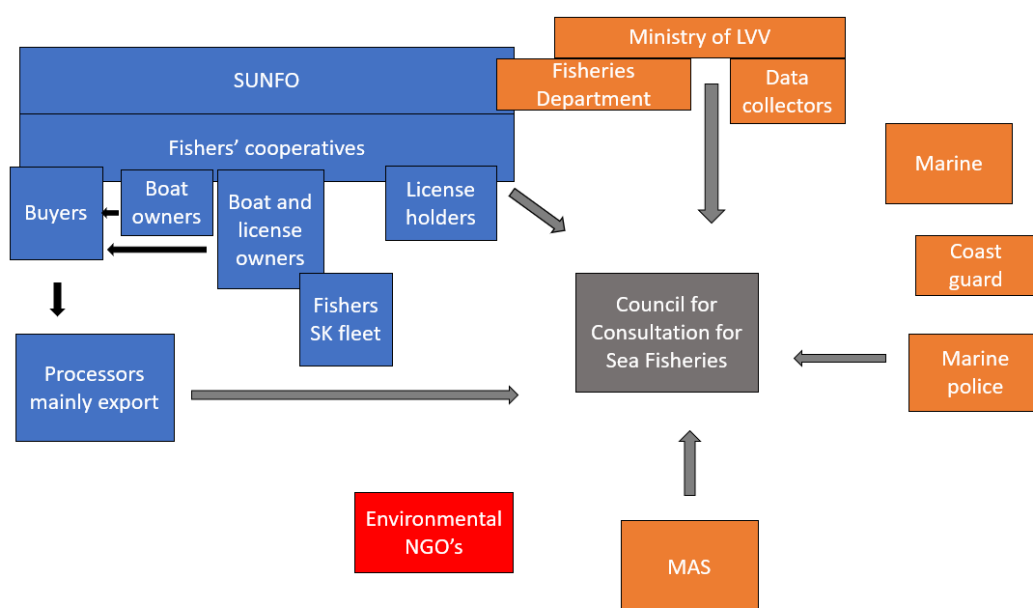 Ministry of LVV
SUNFO
Fisheries
Department
Data
collectors
Fishers' cooperatives
Marine
Buyers
Boat
owners
Boat and
license
owners
License
holders
Coast
guard
Fishers
SK fleet
Council for
Consultation for
Sea Fisheries
Processors
mainly export
Marine
police
Environmental
NGO's
MAS